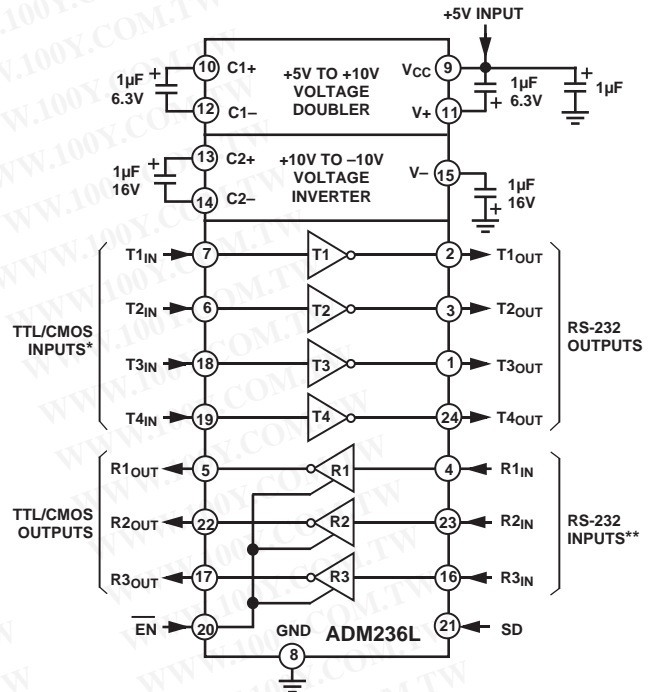 +5V INPUT
10 C1+ +5V TO +10V VCC 9
1µF + VOLTAGE 1µF + 1µF
6.3V DOUBLER 6.3V
12 C1– V+ 11 +
13 C2+ +10V TO –10V
1µF + VOLTAGE V– 15
16V INVERTER 1µF
14 C2– + 16V
T1IN 7 T1 2 T1OUT
T2IN 6 T2 3 T2OUT
TTL/CMOS RS-232
INPUTS* OUTPUTS
T3IN 18 T3 1 T3OUT
T4IN 19 T4 24 T4OUT
R1OUT 5 R1 4 R1IN
TTL/CMOS RS-232
OUTPUTS INPUTS**
R2OUT 22 R2 23 R2IN
R3OUT 17 R3 16 R3IN
EN 20 GND ADM236L 21 SD
8
WWW.100Y.COM.TW